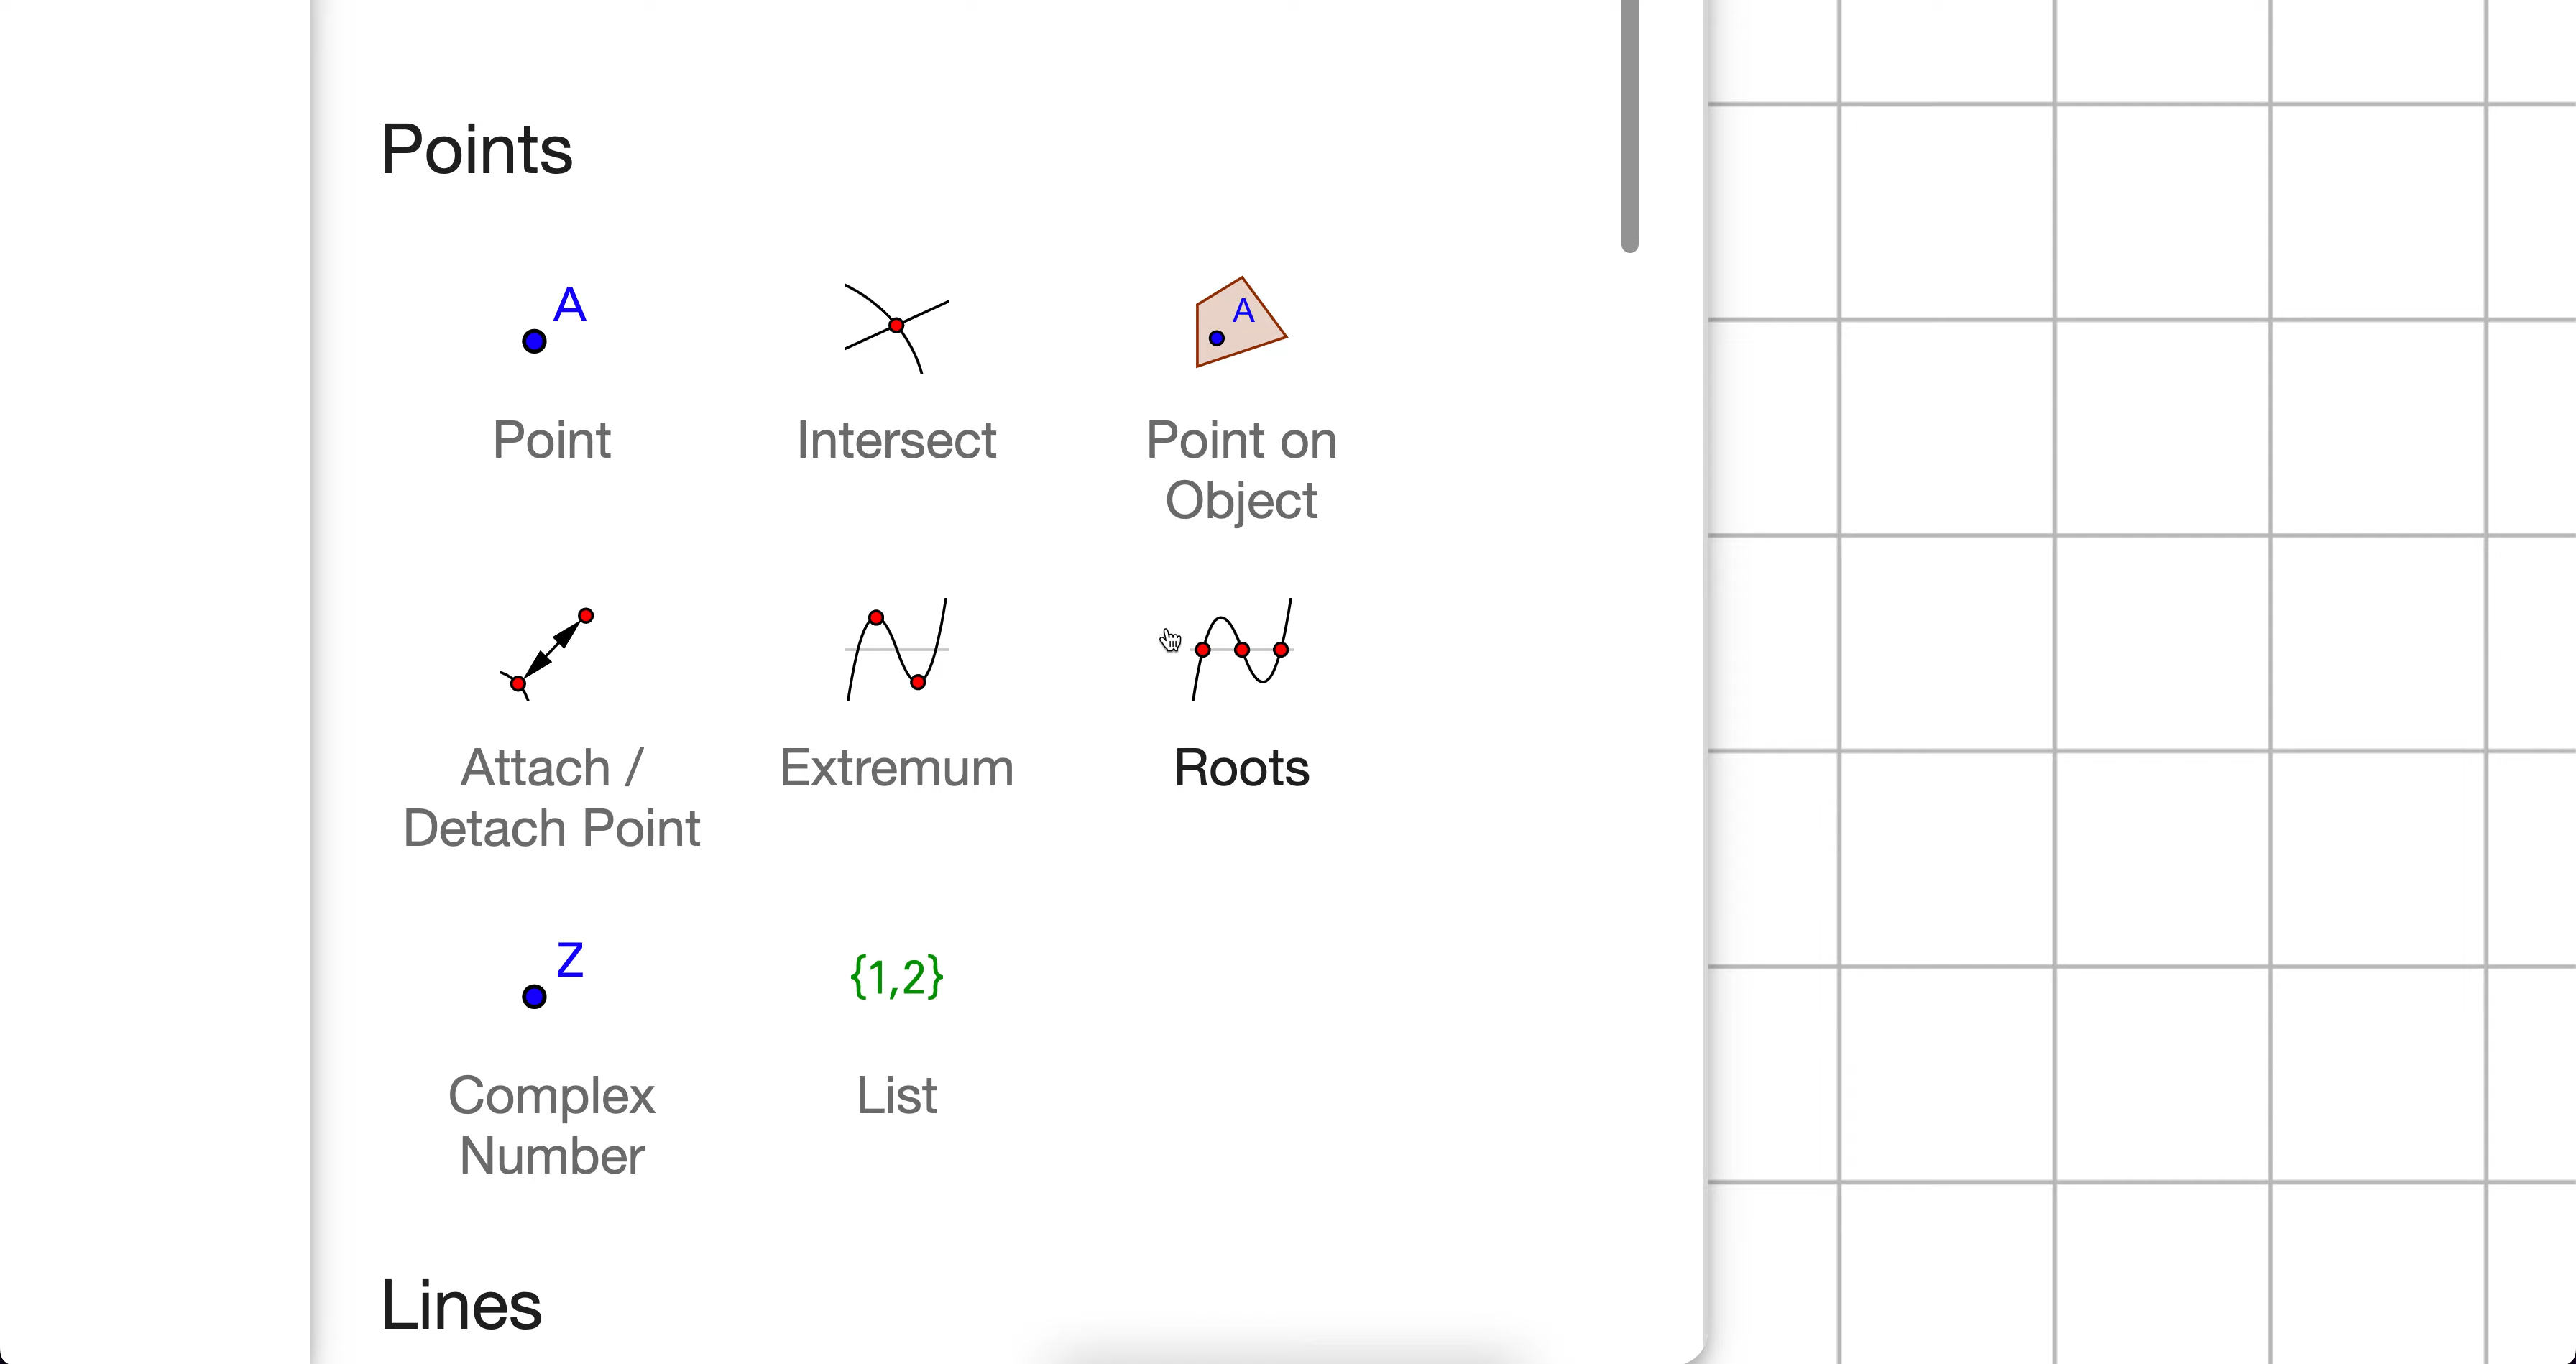 Points
A
A
Point
Intersect
Point on
Object
Attach /
Detach Point
Extremum
Roots
Z
{1,2}
Complex
Number
List
Lines